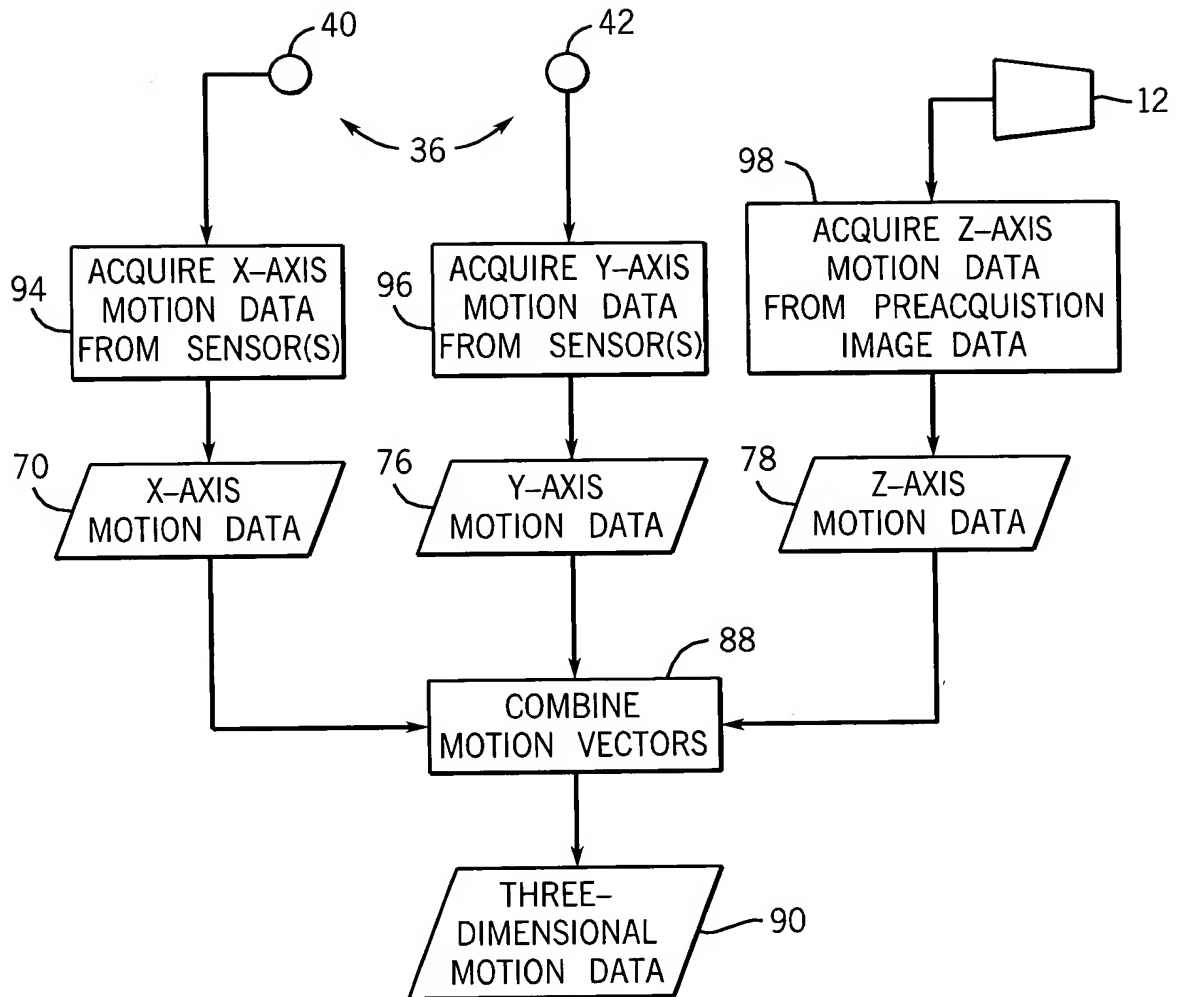 40
42
12
36
98
94
ACQUIRE X-AXIS
MOTION DATA
FROM SENSOR(S)
96
ACQUIRE Y-AXIS
MOTION DATA
FROM SENSOR(S)
ACQUIRE Z-AXIS
MOTION DATA
FROM PREACQUISTION
IMAGE DATA
70
X-AXIS
MOTION DATA
76
Y-AXIS
MOTION DATA
78
Z-AXIS
MOTION DATA
88
COMBINE
MOTION VECTORS
THREE-
DIMENSIONAL
MOTION DATA
90